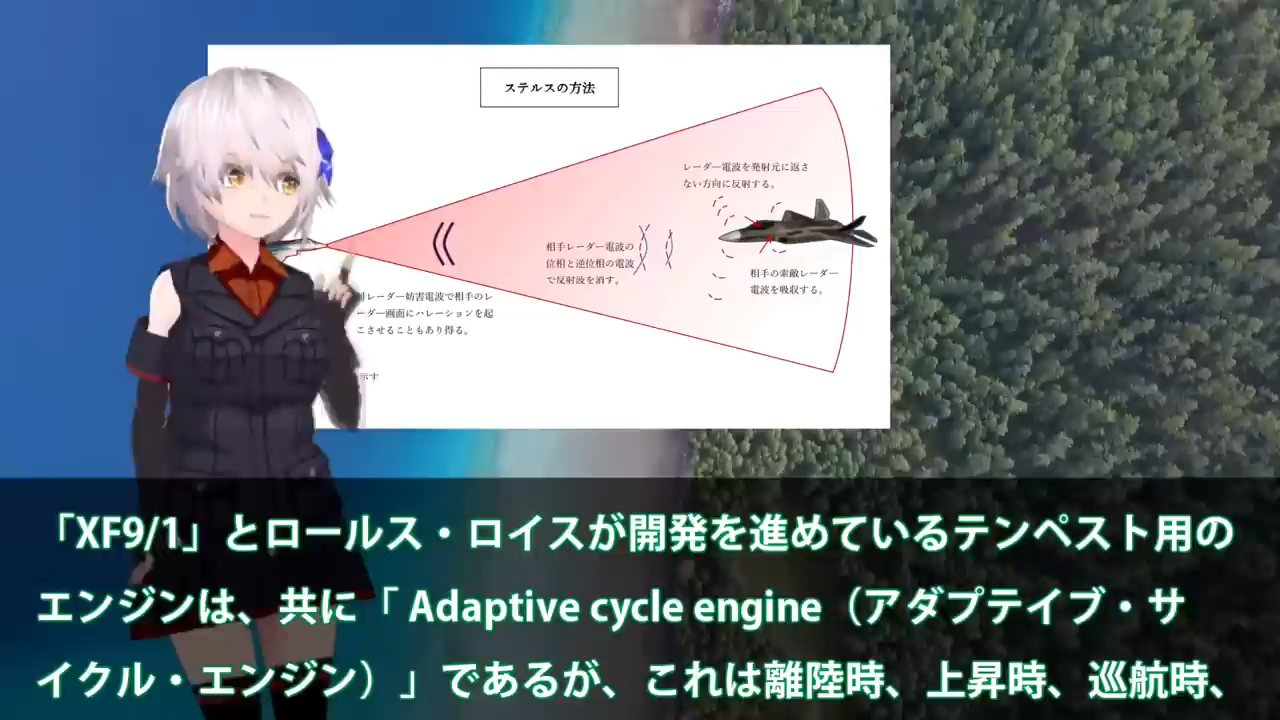 ステルスの方法
レーダー電波を発射元に返さ
ない方向に反射する。
相手レーダー電波の
位相と逆位相の電波
で反射波を消す。
相手の索敵レーダー
電波を吸収する。
レーダー妨害電波で相手のレ
ーダー画面にハレーションを起
こさせることもあり得る。
示す
「XF9/1」とロールス・ロイスが開発を進めているテンペスト用の
エンジンは、共に「 Adaptive cycle engine（アダプテイブ・サ
イクル・エンジン）」であるが、これは離陸時、上昇時、巡航時、